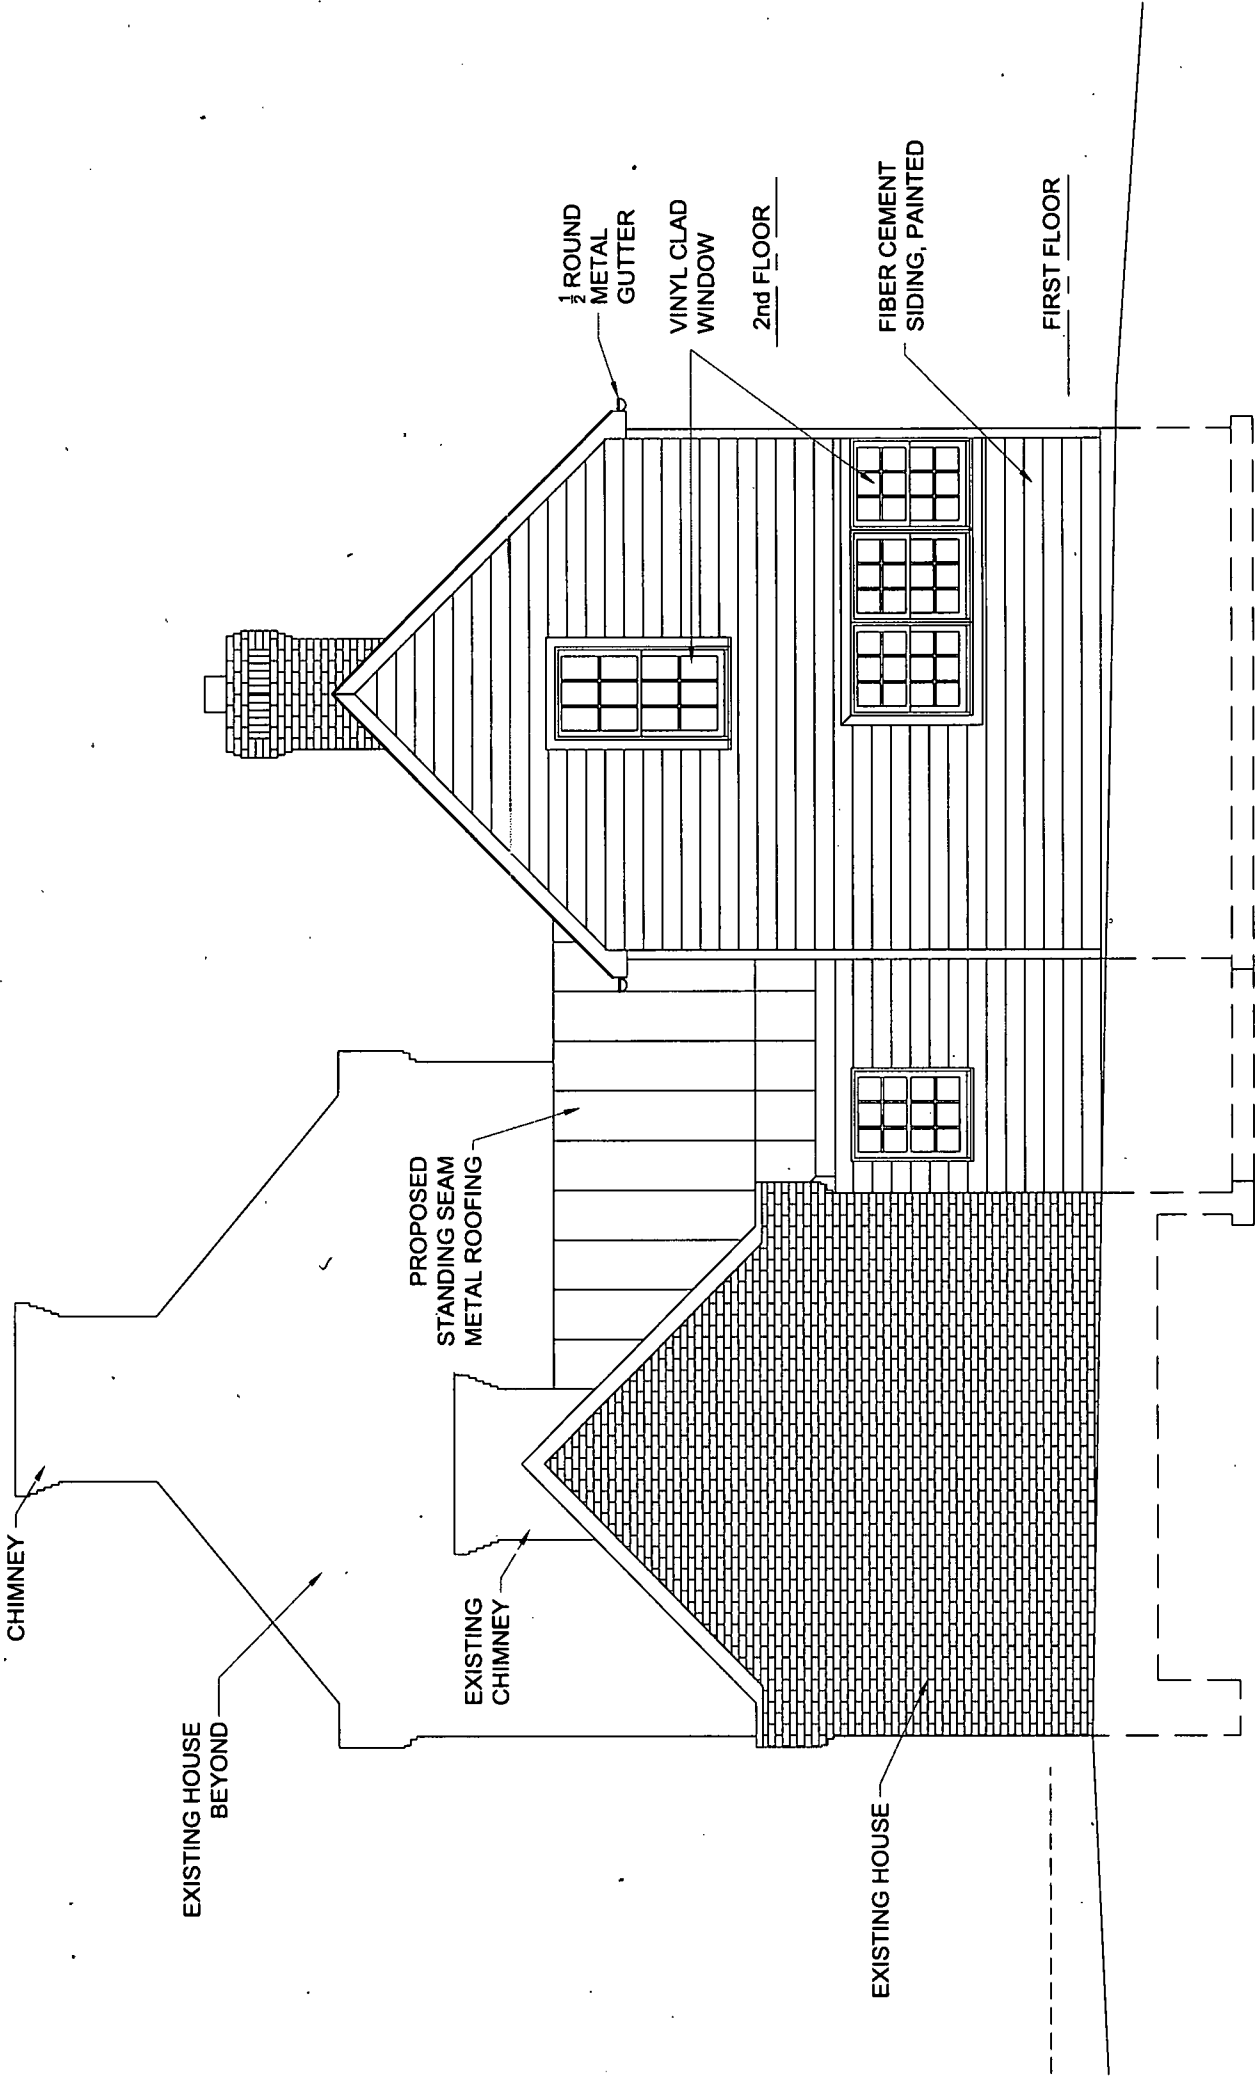 CHIMNEY
EXISTING HOUSE
BEYOND
EXISTING
CHIMNEY
EXISTING HOUSE
PROPOSED
STANDING SEAM
METAL ROOFING
½ ROUND
METAL
GUTTER
VINYL CLAD
WINDOW
2nd FLOOR
FIBER CEMENT
SIDING, PAINTED
FIRST FLOOR